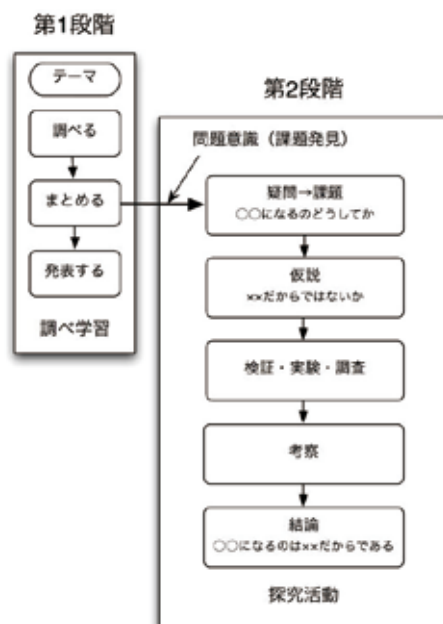 第1段階
テーマ
調べる
まとめる
発表する
調べ学習
第2段階
問題意識（課題発見）
疑問→課題
○○になるのどうしてか
仮説
××だからではないか
検証・実験・調査
考察
結論
○○になるのは××だからである
探究活動